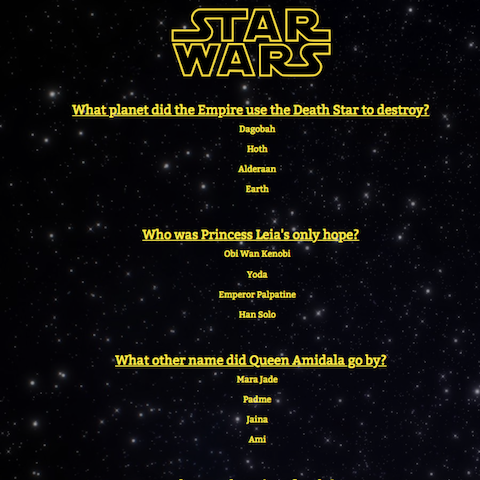 STAR
WARS
What planet did the Empire use the Death Star to destroy?
Dagobah
Hoth
Alderaan
Earth
Who was Princess Leia's only hope?
Obi Wan Kenobi
Yoda
Emperor Palpatine
Han Solo
What other name did Queen Amidala go by?
Mara Jade
Padme
Jaina
Ami